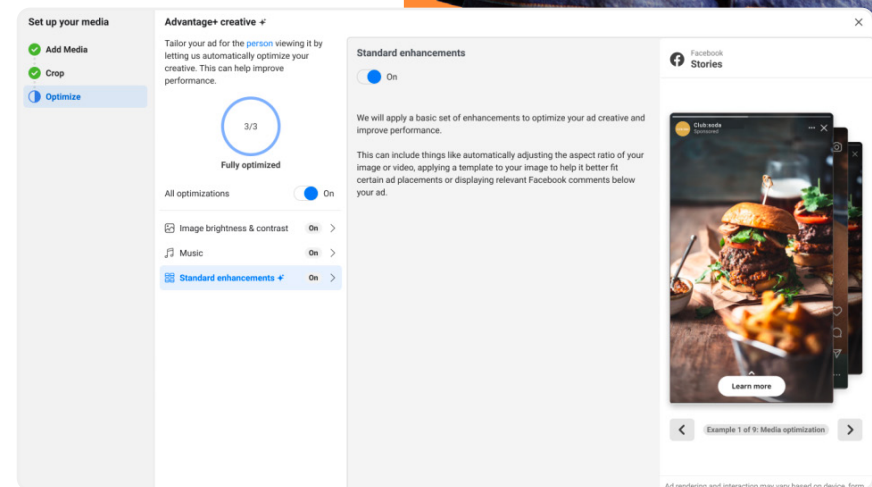 Set up your media
Add Media
Crop
Optimize
Advantage+ creative
Tailor your ad for the person viewing it by
letting us automatically optimize your
creative. This can help improve
performance.
3/3
Fully optimized
All optimizations
On
Image brightness & contrast
On
Music
On
Standard enhancements
On
Standard enhancements
On
We will apply a basic set of enhancements to optimize your ad creative and
improve performance.
This can include things like automatically adjusting the aspect ratio of your
image or video, applying a template to your image to help it better fit
certain ad placements or displaying relevant Facebook comments below
your ad.
Facebook
Stories
Club:soda
Sponsored
Learn more
Example 1 of 9: Media optimization
Ad rendering and interaction may vary based on device, form